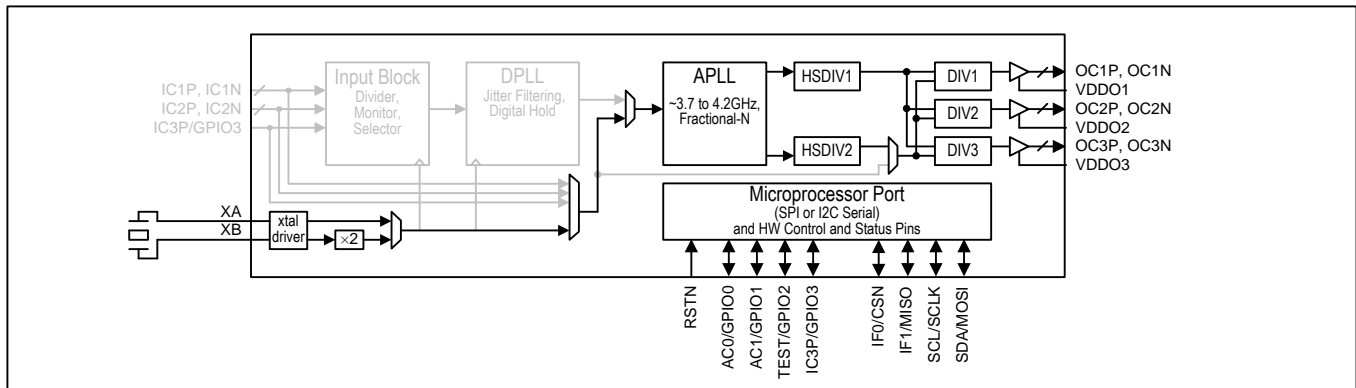 IC1P, IC1N
IC2P, IC2N
IC3P/GPIO3
Input Block
Divider,
Monitor,
Selector
DPLL
Jitter Filtering,
Digital Hold
APLL
~3.7 to 4.2GHz,
Fractional-N
HSDIV1
HSDIV2
DIV1
DIV2
DIV3
OC1P, OC1N
VDDO1
OC2P, OC2N
VDDO2
OC3P, OC3N
VDDO3
XA
XB
xtal
driver
×2
Microprocessor Port
(SPI or I2C Serial)
and HW Control and Status Pins
RSTN
AC0/GPIO0
AC1/GPIO1
TEST/GPIO2
IC3P/GPIO3
IF0/CSN
IF1/MISO
SCL/SCLK
SDA/MOSI